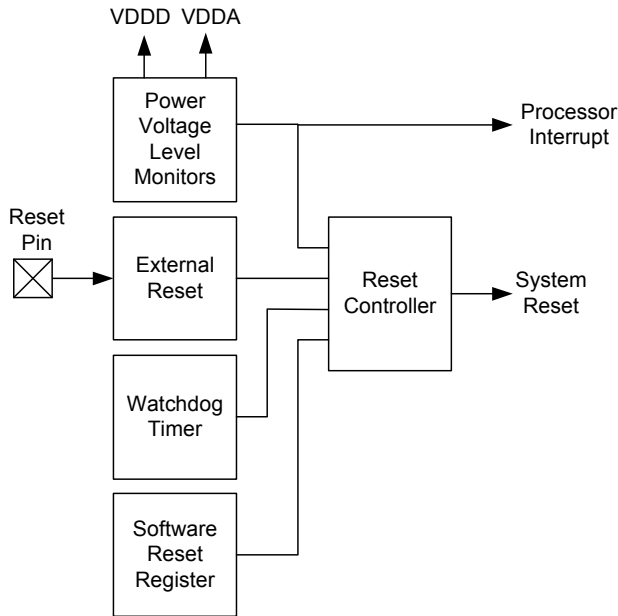 VDDD VDDA
Power
Voltage
Level
Monitors
Processor
Interrupt
Reset
Pin
External
Reset
Reset
Controller
System
Reset
Watchdog
Timer
Software
Reset
Register